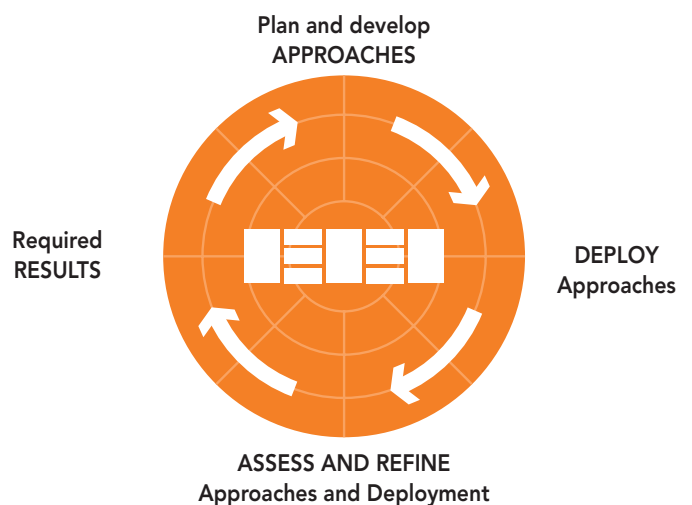 Plan and develop
APPROACHES
Required
RESULTS
DEPLOY
Approaches
ASSESS AND REFINE
Approaches and Deployment